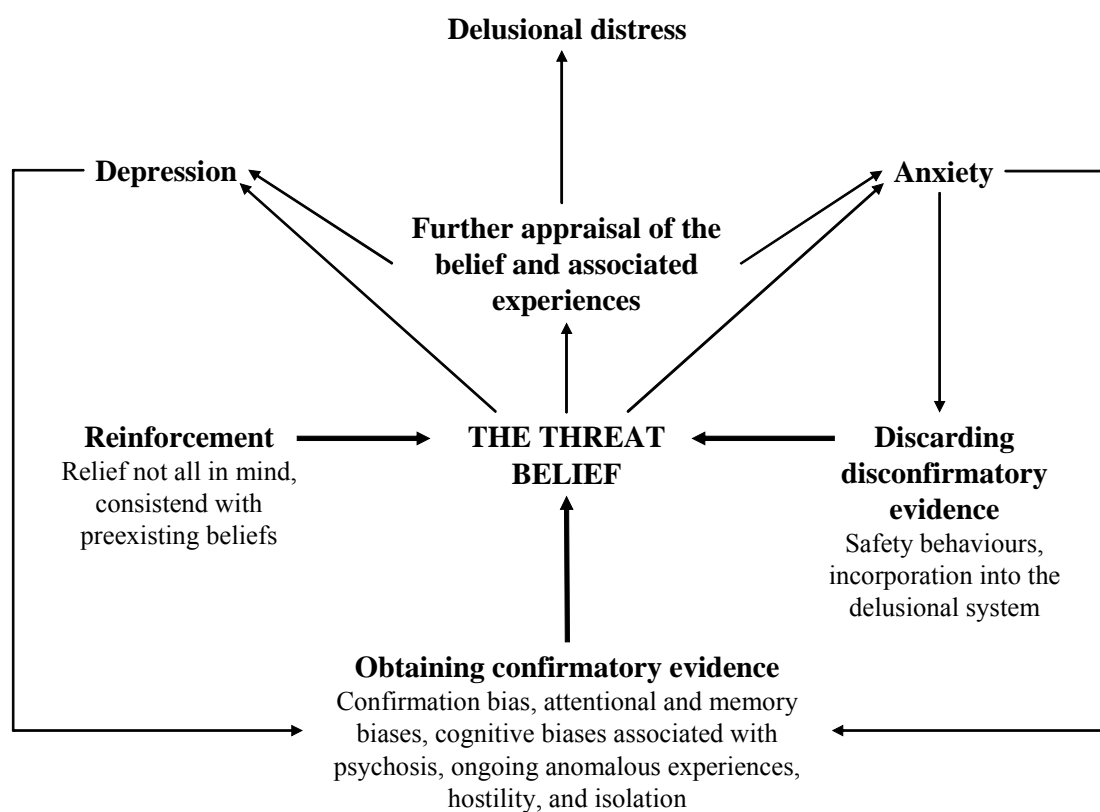 Delusional distress
Depression
Anxiety
Further appraisal of the
belief and associated
experiences
Reinforcement
Relief not all in mind,
consistend with
preexisting beliefs
THE THREAT
BELIEF
Discarding
disconfirmatory
evidence
Safety behaviours,
incorporation into the
delusional system
Obtaining confirmatory evidence
Confirmation bias, attentional and memory
biases, cognitive biases associated with
psychosis, ongoing anomalous experiences,
hostility, and isolation